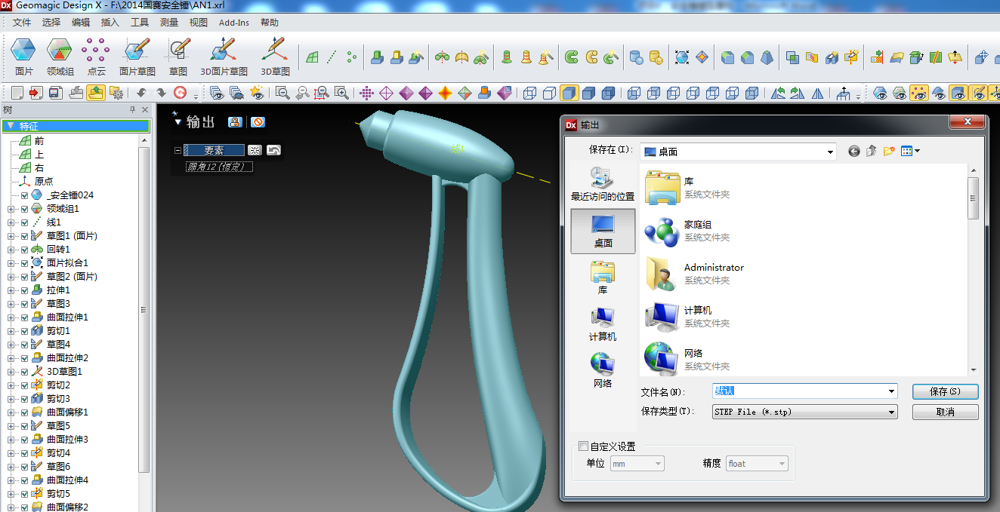 Geomagic Design X - F:\2014国赛安全锤\AN1.xrl
文件 选择 编辑 插入 工具 测量 视图 Add-Ins 帮助
面片 领域组 点云 面片草图 草图 3D面片草图 3D草图
树
特征
前
上
右
原点
_安全锤024
领域组1
线1
草图1 (面片)
回转1
面片拟合1
草图2 (面片)
拉伸1
草图3
曲面拉伸1
剪切1
草图4
曲面拉伸2
3D草图1
剪切2
剪切3
曲面偏移1
草图5
曲面拉伸3
剪切4
草图6
曲面拉伸4
剪切5
曲面偏移2
输出
要素
圆角12(恒定)
Dx 输出
保存在(I):
桌面
最近访问的位置
桌面
库
计算机
网络
库
系统文件夹
家庭组
系统文件夹
Administrator
系统文件夹
计算机
系统文件夹
网络
系统文件夹
文件名(N):
默认
保存(S)
保存类型(T):
STEP File (*.stp)
取消
自定义设置
单位 mm 精度 float